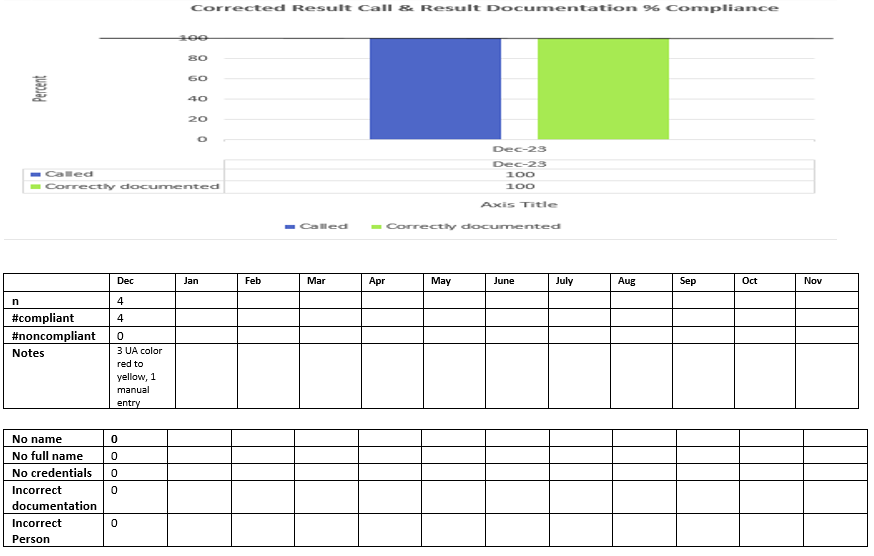 Corrected Result Call & Result Documentation % Compliance
100
80
60
40
20
0
Percent
Dec-23
Dec-23
Called 100
Correctly documented 100
Axis Title
Called Correctly documented
Dec Jan Feb Mar Apr May June July Aug Sep Oct Nov
n 4
#compliant 4
#noncompliant 0
Notes 3 UA color
red to
yellow, 1
manual
entry
No name 0
No full name 0
No credentials 0
Incorrect 0
documentation
Incorrect 0
Person